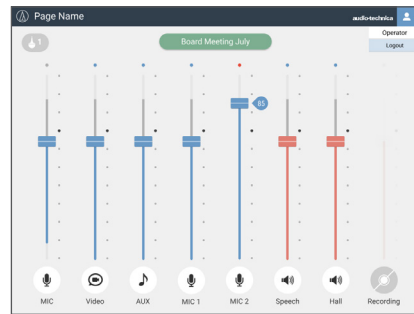 Page Name
audio-technica
Operator
1
Board Meeting July
Logout
85
MIC
Video
AUX
MIC 1
MIC 2
Speech
Hall
Recording